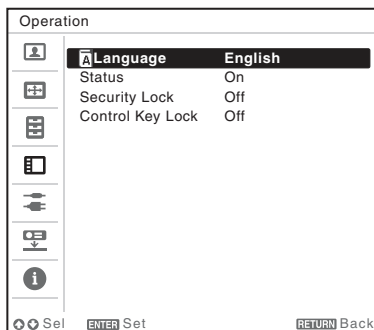 Operation
Language English
Status On
Security Lock Off
Control Key Lock Off
Sel ENTER Set RETURN Back